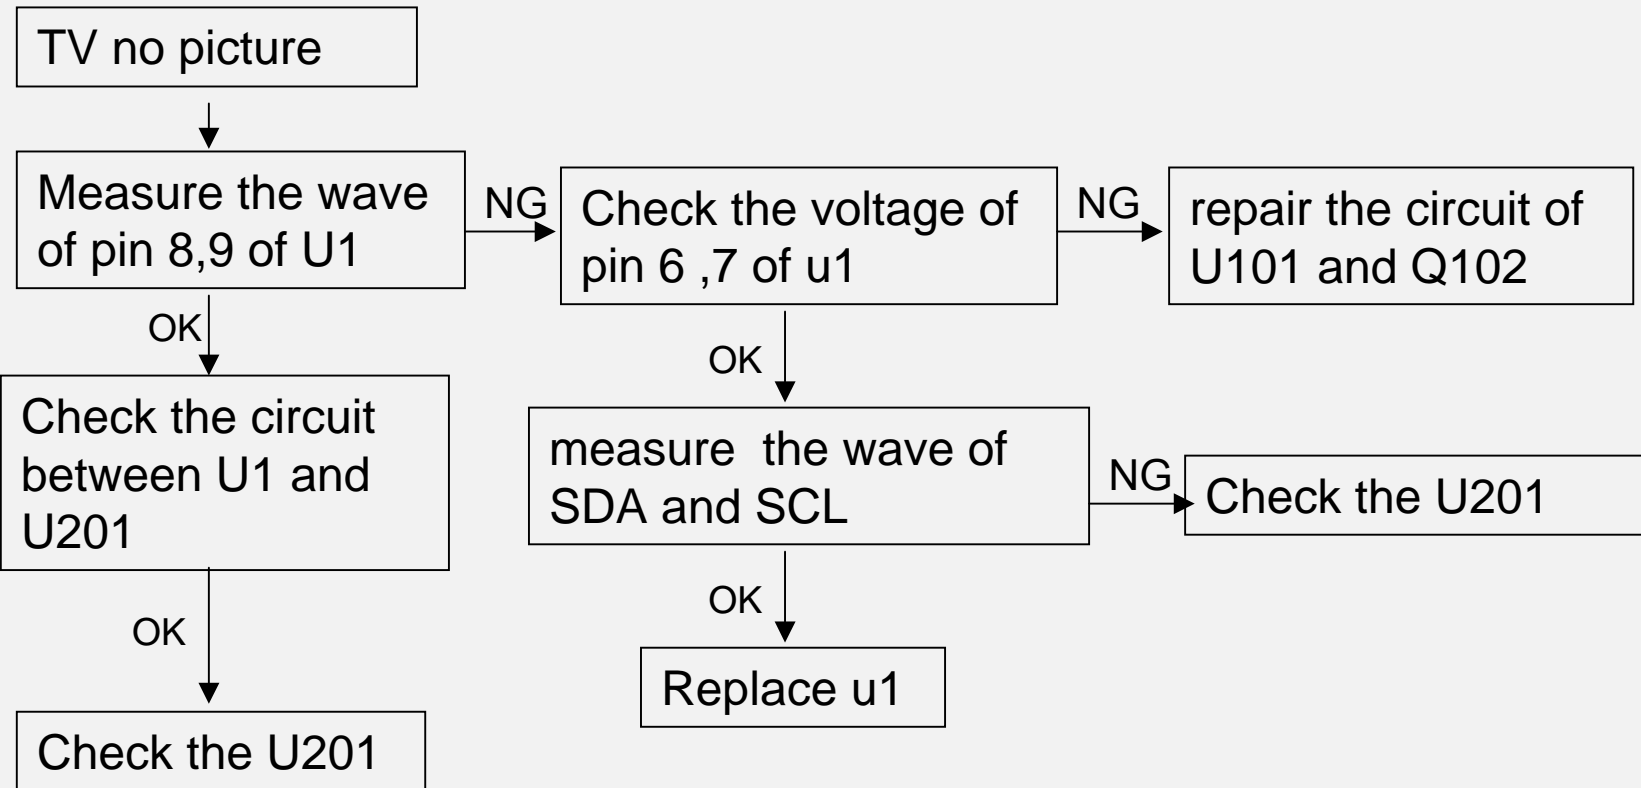 TV no picture
Measure the wave
of pin 8,9 of U1
NG
Check the voltage of
pin 6 ,7 of u1
NG
repair the circuit of
U101 and Q102
OK
Check the circuit
between U1 and
U201
OK
measure  the wave of
SDA and SCL
NG
Check the U201
OK
Replace u1
OK
Check the U201